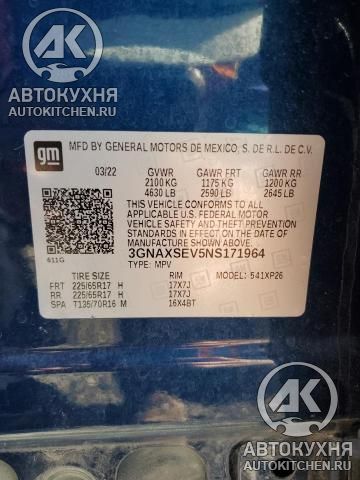 AK
АВТОКУХНЯ
AUTOKITCHEN.RU
gm
MFD BY GENERAL MOTORS DE MEXICO, S. DE R.L. DE C.V.
03/22 GVWR GAWR FRT GAWR RR
2100 KG 1175 KG 1200 KG
4630 LB 2590 LB 2645 LB
THIS VEHICLE CONFORMS TO ALL
APPLICABLE U.S. FEDERAL MOTOR
VEHICLE SAFETY AND THEFT PREVENTION
STANDARDS IN EFFECT ON THE DATE OF
MANUFACTURE SHOWN ABOVE.
3GNAXSEV5NS171964
TYPE: MPV
611G
TIRE SIZE RIM MODEL: 541XP26
FRT 225/65R17 H 17X7J
RR 225/65R17 H 17X7J
SPA T135/70R16 M 16X4BT
AK
АВТОКУХНЯ
AUTOKITCHEN.RU